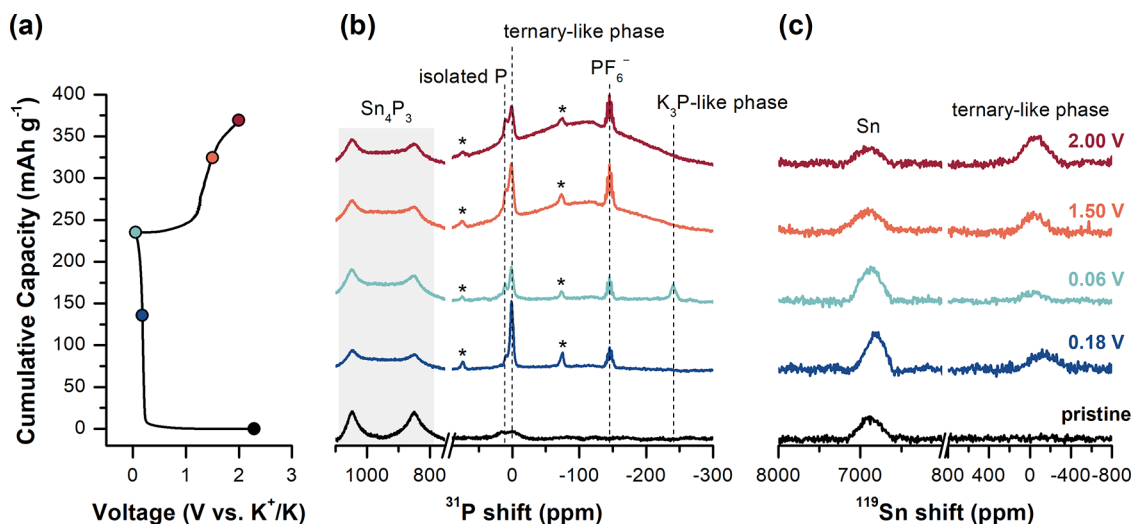 (a)
Cumulative Capacity (mAh g⁻¹)
400
350
300
250
200
150
100
50
25
0
0
1
2
3
Voltage (V vs. K⁺/K)
(b)
ternary-like phase
isolated P
PF₆⁻
K₃P-like phase
Sn₄P₃
*
*
*
*
*
*
*
*
1000
800
0
-100
-200
-300
³¹P shift (ppm)
(c)
ternary-like phase
Sn
2.00 V
1.50 V
0.06 V
0.18 V
pristine
8000
7000
6000
800
400
0
-400
-800
¹¹⁹Sn shift (ppm)